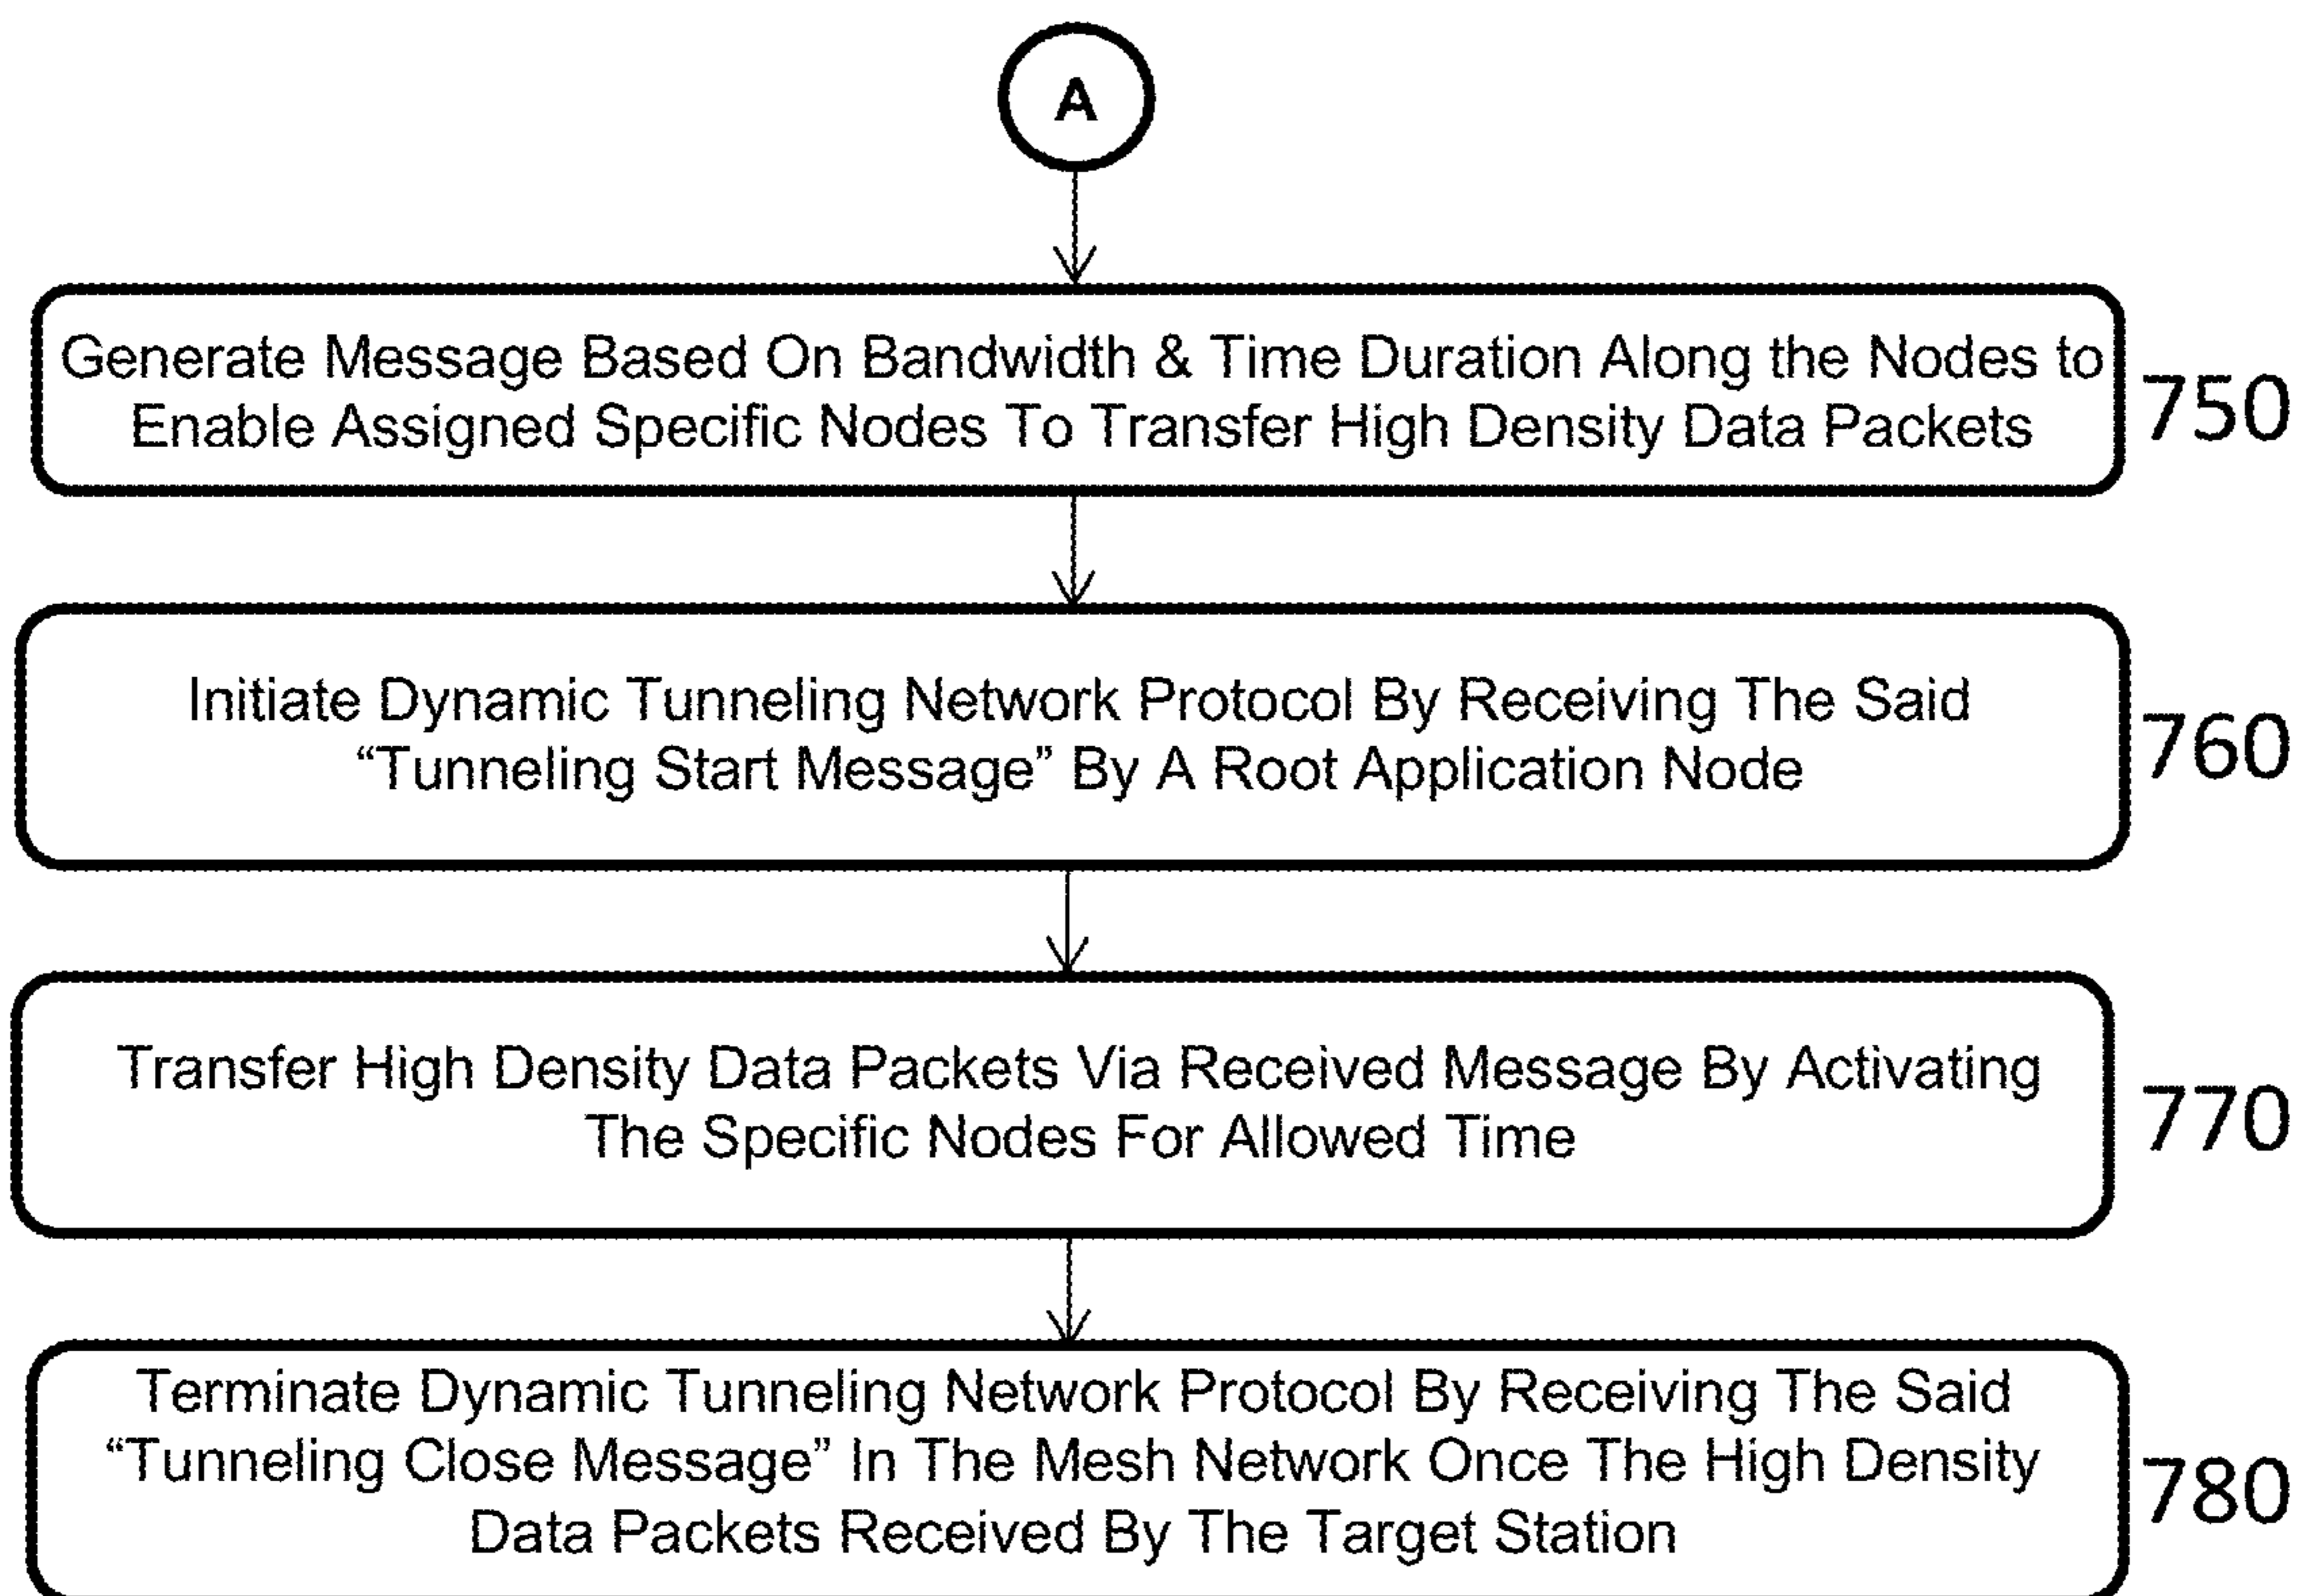 A
Generate Message Based On Bandwidth & Time Duration Along the Nodes to
Enable Assigned Specific Nodes To Transfer High Density Data Packets
750
Initiate Dynamic Tunneling Network Protocol By Receiving The Said
“Tunneling Start Message” By A Root Application Node
760
Transfer High Density Data Packets Via Received Message By Activating
The Specific Nodes For Allowed Time
770
Terminate Dynamic Tunneling Network Protocol By Receiving The Said
“Tunneling Close Message” In The Mesh Network Once The High Density
Data Packets Received By The Target Station
780